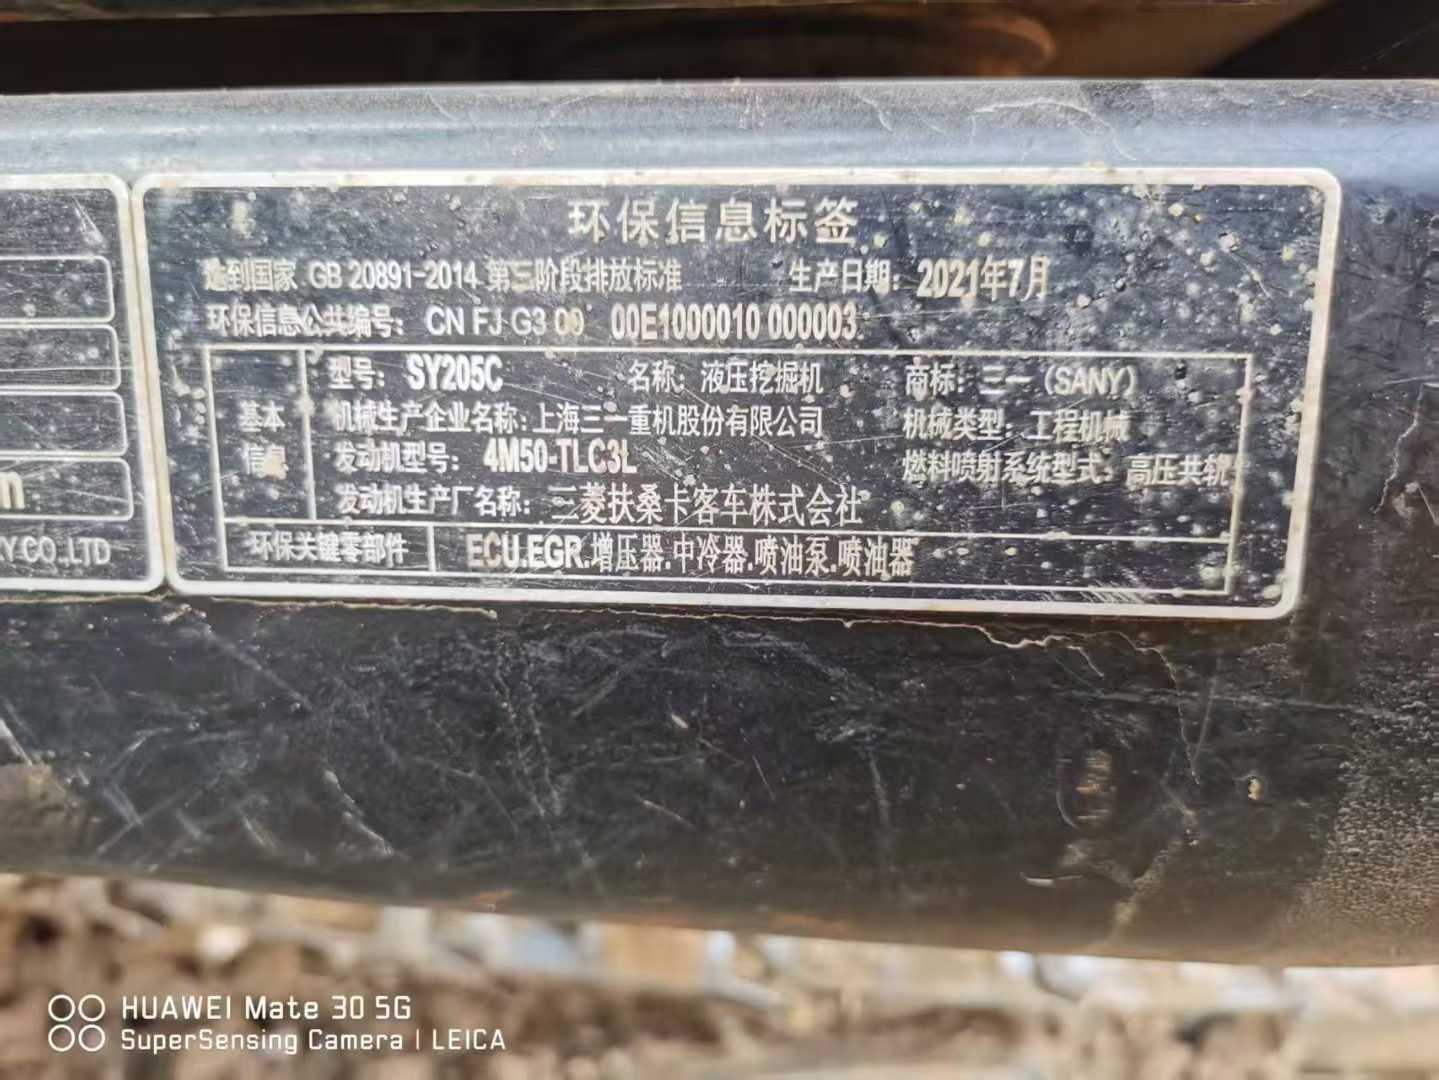 环保信息标签
达到国家 GB 20891-2014 第三阶段排放标准 生产日期: 2021年7月
环保信息公共编号: CN FJ G3 00 00E1000010 000003
基本信息
型号: SY205C 名称: 液压挖掘机 商标: 三一 (SANY)
机械生产企业名称: 上海三一重机股份有限公司 机械类型: 工程机械
发动机型号: 4M50-TLC3L 燃料喷射系统型式: 高压共轨
发动机生产厂名称: 三菱扶桑卡客车株式会社
环保关键零部件 ECU.EGR.增压器.中冷器.喷油泵.喷油器
CO.,LTD
HUAWEI Mate 30 5G
SuperSensing Camera | LEICA